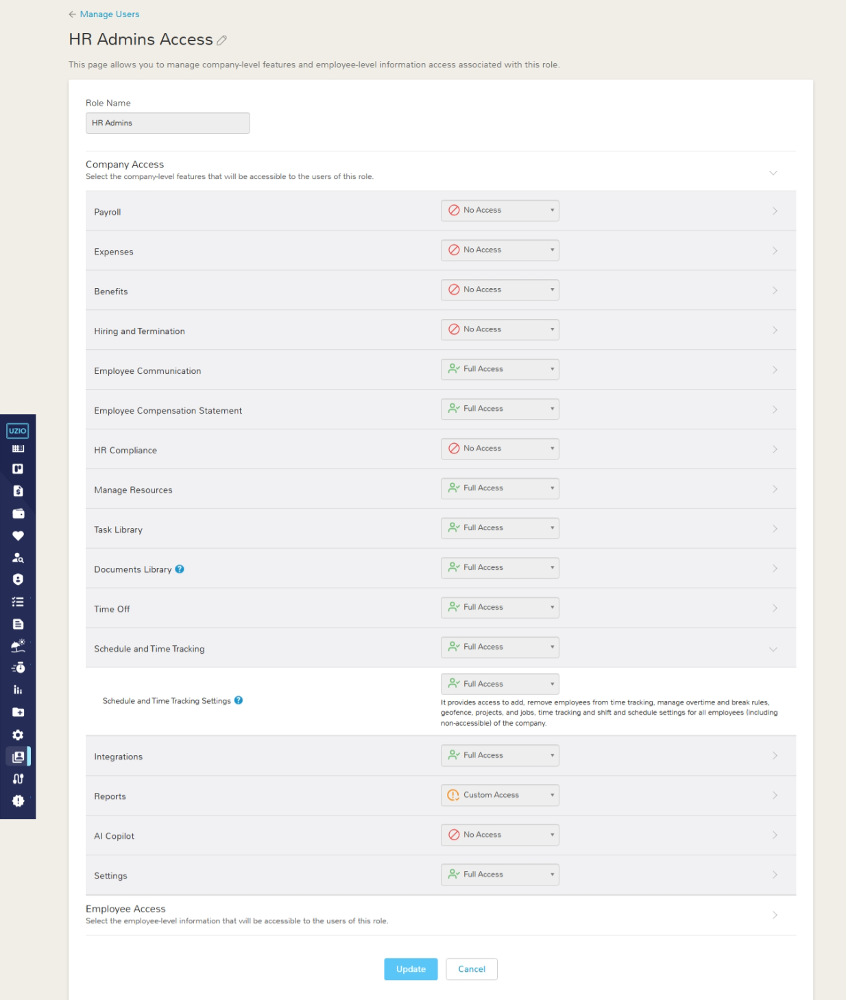 Manage Users
HR Admins Access
This page allows you to manage company-level features and employee-level information access associated with this role.
Role Name
HR Admins
Company Access
Select the company-level features that will be accessible to the users of this role.
Payroll No Access
Expenses No Access
Benefits No Access
Hiring and Termination No Access
Employee Communication Full Access
Employee Compensation Statement Full Access
UZIO
HR Compliance No Access
Manage Resources Full Access
Task Library Full Access
Documents Library ? Full Access
Time Off Full Access
Schedule and Time Tracking Full Access
Full Access
Schedule and Time Tracking Settings ?
It provides access to add, remove employees from time tracking, manage overtime and break rules,
geofence, projects, and jobs, time tracking and shift and schedule settings for all employees (including
non-accessible) of the company.
Integrations Full Access
Reports Custom Access
AI Copilot No Access
Settings Full Access
Employee Access
Select the employee-level information that will be accessible to the users of this role.
Update Cancel